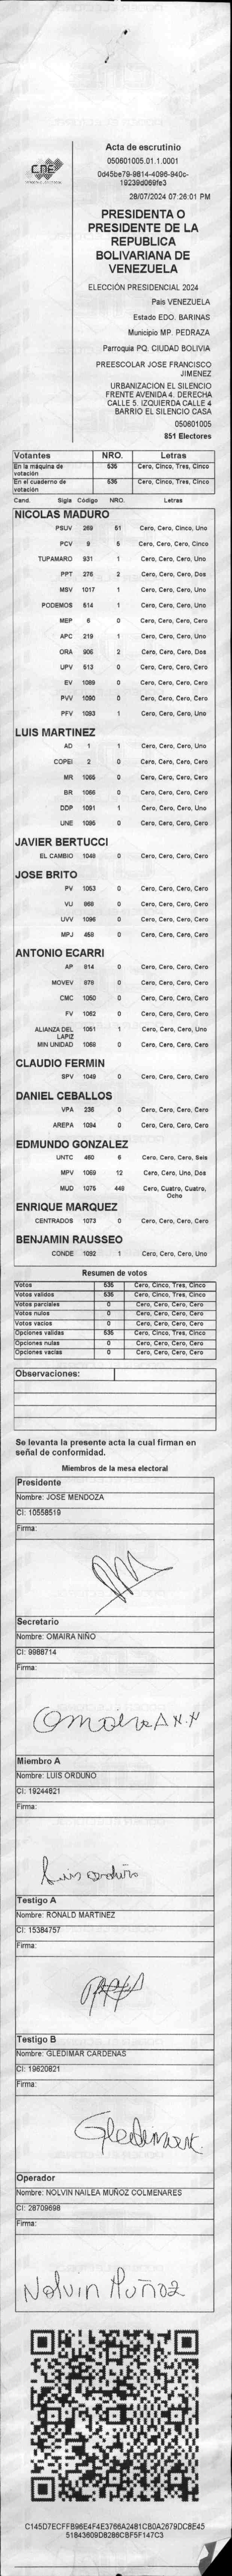 CNE
Acta de escrutinio
050601005.01.1.0001
0d45be79-9814-4096-940c-
19239d069fe3
28/07/2024 07:26:01 PM
PRESIDENTA O
PRESIDENTE DE LA
REPUBLICA
BOLIVARIANA DE
VENEZUELA
ELECCIÓN PRESIDENCIAL 2024
País VENEZUELA
Estado EDO. BARINAS
Municipio MP. PEDRAZA
Parroquia PQ. CIUDAD BOLIVIA
PREESCOLAR JOSE FRANCISCO
JIMENEZ
URBANIZACION EL SILENCIO
FRENTE AVENIDA 4. DERECHA
CALLE 5. IZQUIERDA CALLE 4
BARRIO EL SILENCIO CASA
050601005
851 Electores
Votantes NRO. Letras
En la máquina de votación 535 Cero, Cinco, Tres, Cinco
En el cuaderno de votación 535 Cero, Cinco, Tres, Cinco
Cand. Sigla Código NRO. Letras
NICOLAS MADURO
PSUV 269 51 Cero, Cero, Cinco, Uno
PCV 9 5 Cero, Cero, Cero, Cinco
TUPAMARO 931 1 Cero, Cero, Cero, Uno
PPT 276 2 Cero, Cero, Cero, Dos
MSV 1017 1 Cero, Cero, Cero, Uno
PODEMOS 614 1 Cero, Cero, Cero, Uno
MEP 6 0 Cero, Cero, Cero, Cero
APC 219 1 Cero, Cero, Cero, Uno
ORA 906 2 Cero, Cero, Cero, Dos
UPV 513 0 Cero, Cero, Cero, Cero
EV 1089 0 Cero, Cero, Cero, Cero
PVV 1090 0 Cero, Cero, Cero, Cero
PFV 1093 1 Cero, Cero, Cero, Uno
LUIS MARTINEZ
AD 1 1 Cero, Cero, Cero, Uno
COPEI 2 0 Cero, Cero, Cero, Cero
MR 1065 0 Cero, Cero, Cero, Cero
BR 1066 0 Cero, Cero, Cero, Cero
DDP 1091 1 Cero, Cero, Cero, Uno
UNE 1095 0 Cero, Cero, Cero, Cero
JAVIER BERTUCCI
EL CAMBIO 1048 0 Cero, Cero, Cero, Cero
JOSE BRITO
PV 1053 0 Cero, Cero, Cero, Cero
VU 868 0 Cero, Cero, Cero, Cero
UVV 1096 0 Cero, Cero, Cero, Cero
MPJ 458 0 Cero, Cero, Cero, Cero
ANTONIO ECARRI
AP 814 0 Cero, Cero, Cero, Cero
MOVEV 878 0 Cero, Cero, Cero, Cero
CMC 1050 0 Cero, Cero, Cero, Cero
FV 1062 0 Cero, Cero, Cero, Cero
ALIANZA DEL LAPIZ 1051 1 Cero, Cero, Cero, Uno
MIN UNIDAD 1068 0 Cero, Cero, Cero, Cero
CLAUDIO FERMIN
SPV 1049 0 Cero, Cero, Cero, Cero
DANIEL CEBALLOS
VPA 236 0 Cero, Cero, Cero, Cero
AREPA 1094 0 Cero, Cero, Cero, Cero
EDMUNDO GONZALEZ
UNTC 460 6 Cero, Cero, Cero, Seis
MPV 1069 12 Cero, Cero, Uno, Dos
MUD 1075 448 Cero, Cuatro, Cuatro, Ocho
ENRIQUE MARQUEZ
CENTRADOS 1073 0 Cero, Cero, Cero, Cero
BENJAMIN RAUSSEO
CONDE 1092 1 Cero, Cero, Cero, Uno
Resumen de votos
Votos 535 Cero, Cinco, Tres, Cinco
Votos validos 535 Cero, Cinco, Tres, Cinco
Votos parciales 0 Cero, Cero, Cero, Cero
Votos nulos 0 Cero, Cero, Cero, Cero
Votos vacios 0 Cero, Cero, Cero, Cero
Opciones validas 535 Cero, Cinco, Tres, Cinco
Opciones nulas 0 Cero, Cero, Cero, Cero
Opciones vacias 0 Cero, Cero, Cero, Cero
Observaciones:
Se levanta la presente acta la cual firman en
señal de conformidad.
Miembros de la mesa electoral
Presidente
Nombre: JOSE MENDOZA
CI: 10558519
Firma:
Secretario
Nombre: OMAIRA NIÑO
CI: 9988714
Firma:
Miembro A
Nombre: LUIS ORDUÑO
CI: 19244821
Firma:
Luis Orduño
Testigo A
Nombre: RONALD MARTINEZ
CI: 15384757
Firma:
Testigo B
Nombre: GLEDIMAR CARDENAS
CI: 19620821
Firma:
Operador
Nombre: NOLVIN NAILEA MUÑOZ COLMENARES
CI: 28709698
Firma:
Nolvin Muñoz
C145D7ECFFB96E4F4E3766A2481CB0A2679DC8E45
51843609D8286CBF5F147C3